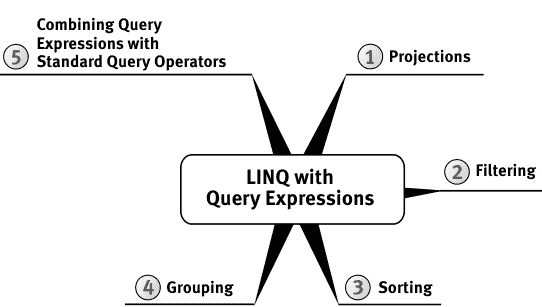 5
Combining Query
Expressions with
Standard Query Operators
1 Projections
LINQ with
Query Expressions
2 Filtering
4 Grouping
3 Sorting